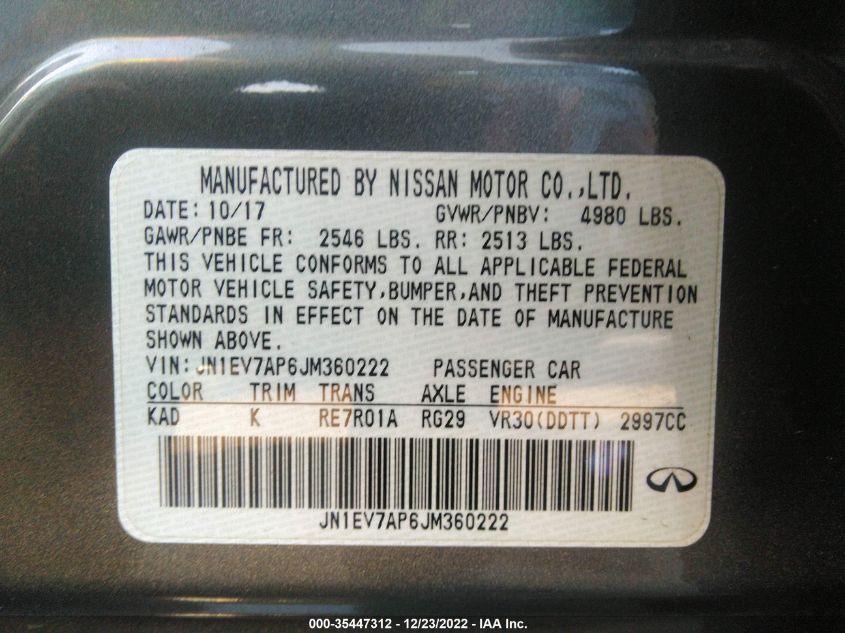 MANUFACTURED BY NISSAN MOTOR CO.,LTD.
DATE: 10/17 GVWR/PNBV: 4980 LBS.
GAWR/PNBE FR: 2546 LBS. RR: 2513 LBS.
THIS VEHICLE CONFORMS TO ALL APPLICABLE FEDERAL
MOTOR VEHICLE SAFETY,BUMPER,AND THEFT PREVENTION
STANDARDS IN EFFECT ON THE DATE OF MANUFACTURE
SHOWN ABOVE.
VIN: JN1EV7AP6JM360222 PASSENGER CAR
COLOR TRIM TRANS AXLE ENGINE
KAD K RE7R01A RG29 VR30(DDTT) 2997CC
JN1EV7AP6JM360222
000-35447312 - 12/23/2022 - IAA Inc.